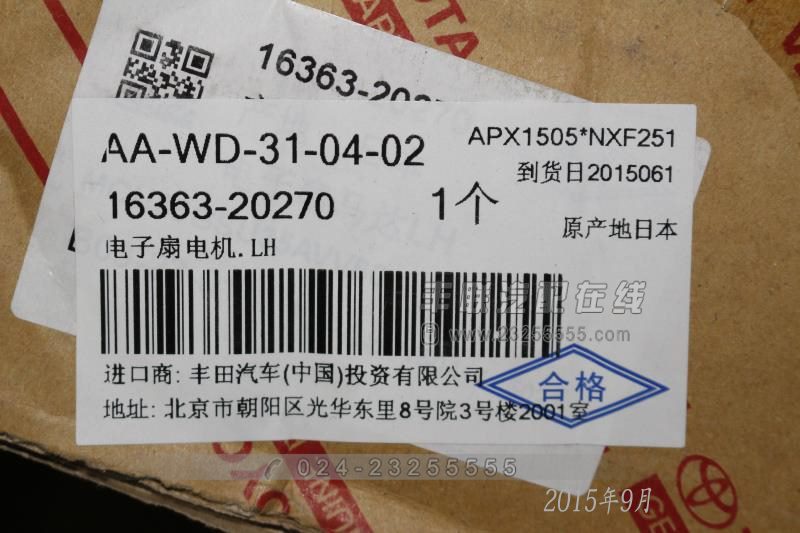 TOYOTA
16363-20270
AA-WD-31-04-02
APX1505*NXF251
到货日2015061
16363-20270
1个
原产地日本
电子扇电机.LH
丰联汽配在线
www.23255555.com
进口商: 丰田汽车(中国)投资有限公司
合格
地址: 北京市朝阳区光华东里8号院3号楼2001室
024-23255555
2015年9月